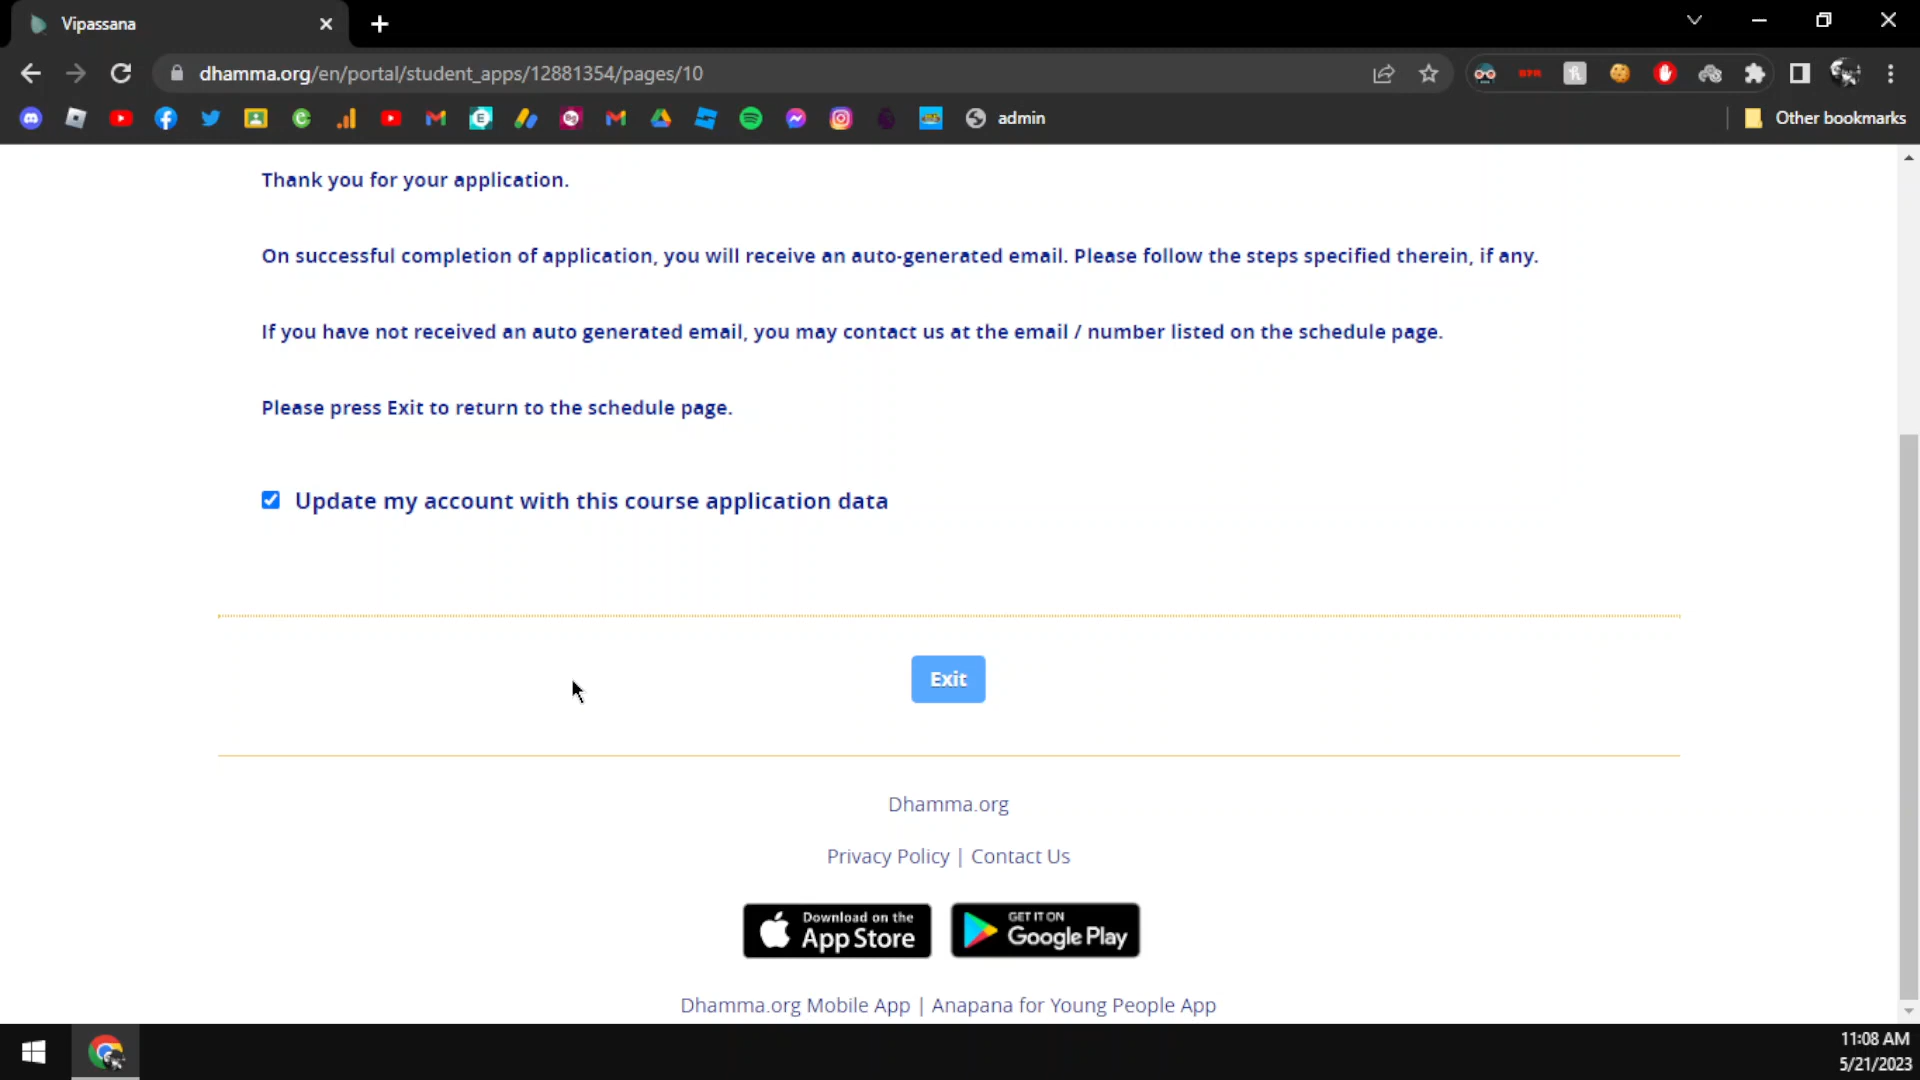 Vipassana
dhamma.org/en/portal/student_apps/12881354/pages/10
admin
Other bookmarks
Thank you for your application.
On successful completion of application, you will receive an auto-generated email. Please follow the steps specified therein, if any.
If you have not received an auto generated email, you may contact us at the email / number listed on the schedule page.
Please press Exit to return to the schedule page.
Update my account with this course application data
Exit
Dhamma.org
Privacy Policy | Contact Us
Download on the App Store
GET IT ON Google Play
Dhamma.org Mobile App | Anapana for Young People App
11:08 AM
5/21/2023